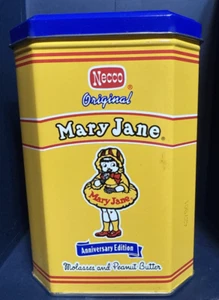 Necco®
Original
Mary Jane®
Mary Jane
Anniversary Edition
Molasses and Peanut Butter